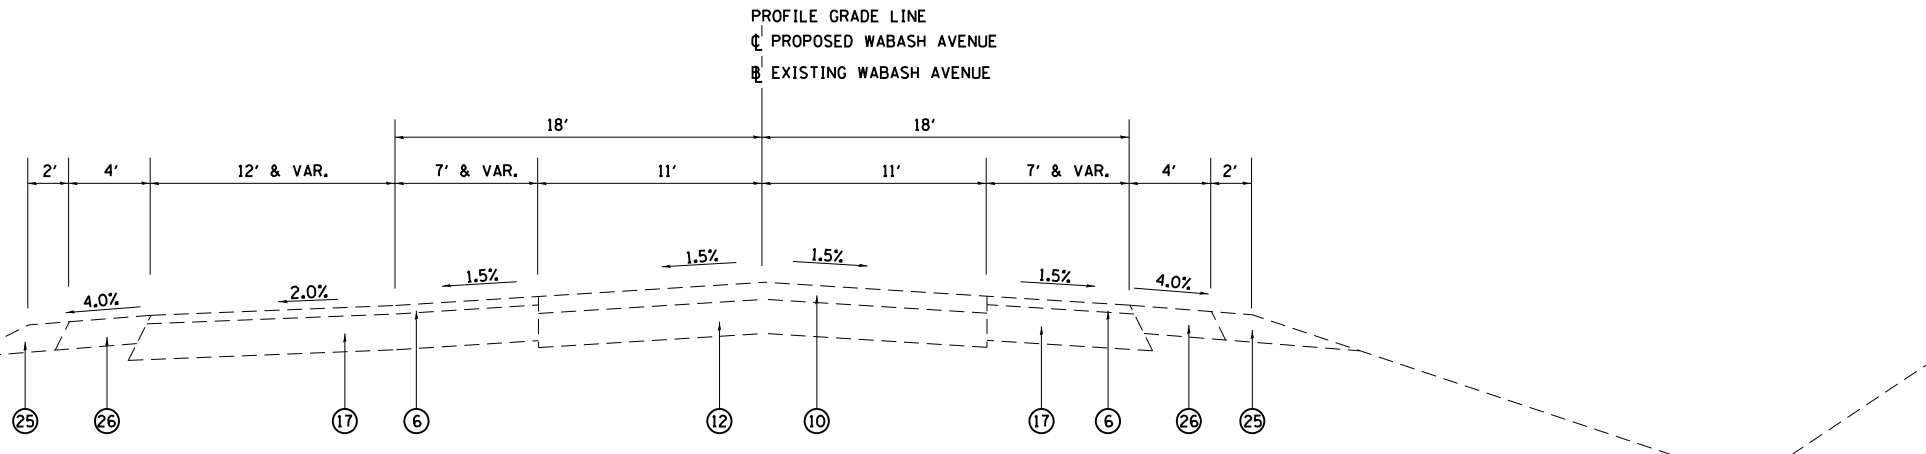 PROFILE GRADE LINE
℄ PROPOSED WABASH AVENUE
B EXISTING WABASH AVENUE
18' 18'
2' 4' 12' & VAR. 7' & VAR. 11' 11' 7' & VAR. 4' 2'
4.0% 2.0% 1.5% 1.5% 1.5% 1.5% 4.0%
25 26 17 6 12 10 17 6 26 25